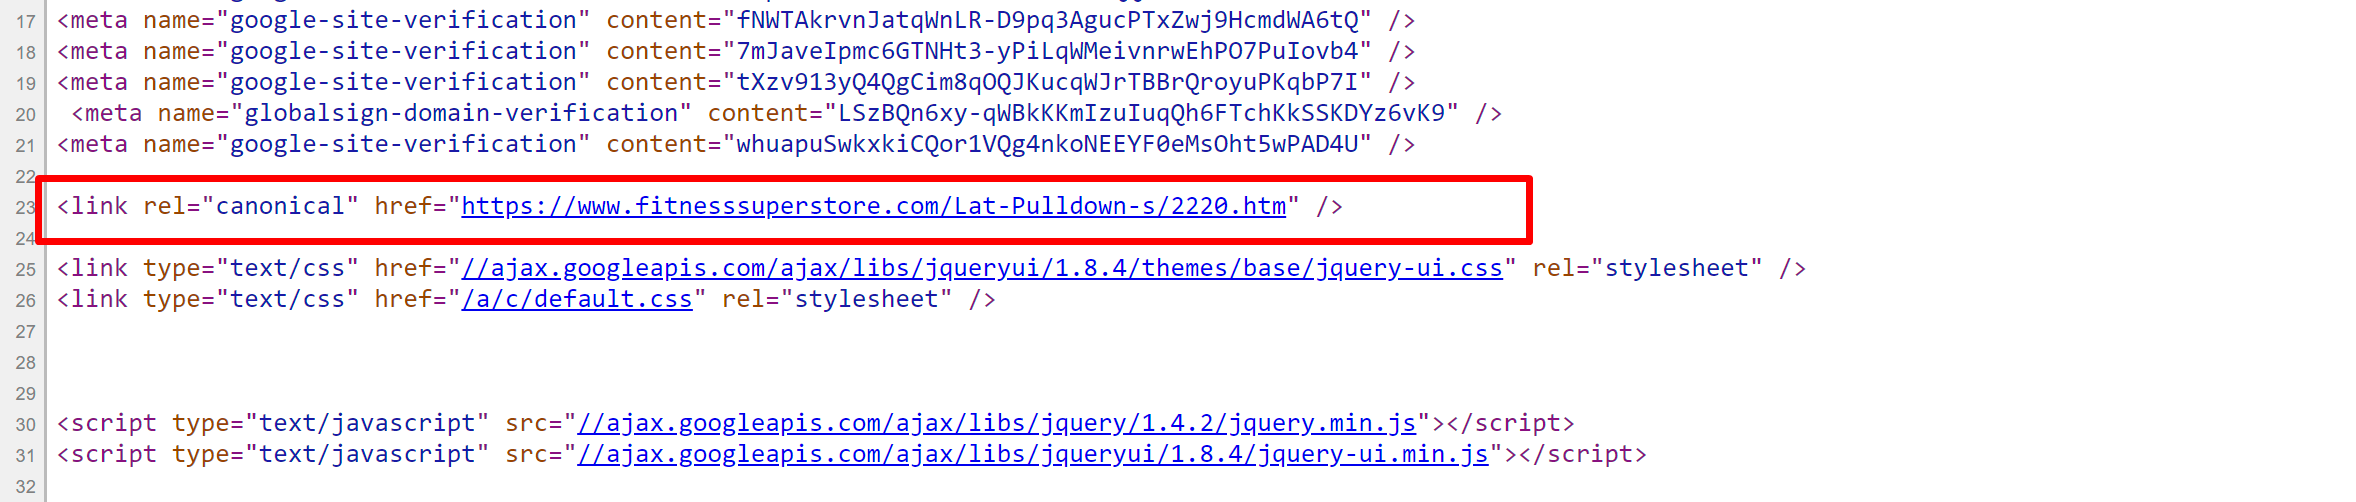 17 <meta name="google-site-verification" content="fNWTAkrvnJatqWnLR-D9pq3AgucPTxZwj9HcmdWA6tQ" />
18 <meta name="google-site-verification" content="7mJaveIpmc6GTNHt3-yPiLqWMeivnrwEhPO7PuIovb4" />
19 <meta name="google-site-verification" content="tXzv913yQ4QgCim8qOQJKucqWJrTBBrQroyuPKqbP7I" />
20 <meta name="globalsign-domain-verification" content="LSzBQn6xy-qWBkKKmIzuIuqQh6FTchKkSSKDYz6vK9" />
21 <meta name="google-site-verification" content="whuapuSwkxkiCQor1VQg4nkoNEEYF0eMsOht5wPAD4U" />
22
23 <link rel="canonical" href="https://www.fitnesssuperstore.com/Lat-Pulldown-s/2220.htm" />
24
25 <link type="text/css" href="//ajax.googleapis.com/ajax/libs/jqueryui/1.8.4/themes/base/jquery-ui.css" rel="stylesheet" />
26 <link type="text/css" href="/a/c/default.css" rel="stylesheet" />
27
28
29
30 <script type="text/javascript" src="//ajax.googleapis.com/ajax/libs/jquery/1.4.2/jquery.min.js"></script>
31 <script type="text/javascript" src="//ajax.googleapis.com/ajax/libs/jqueryui/1.8.4/jquery-ui.min.js"></script>
32